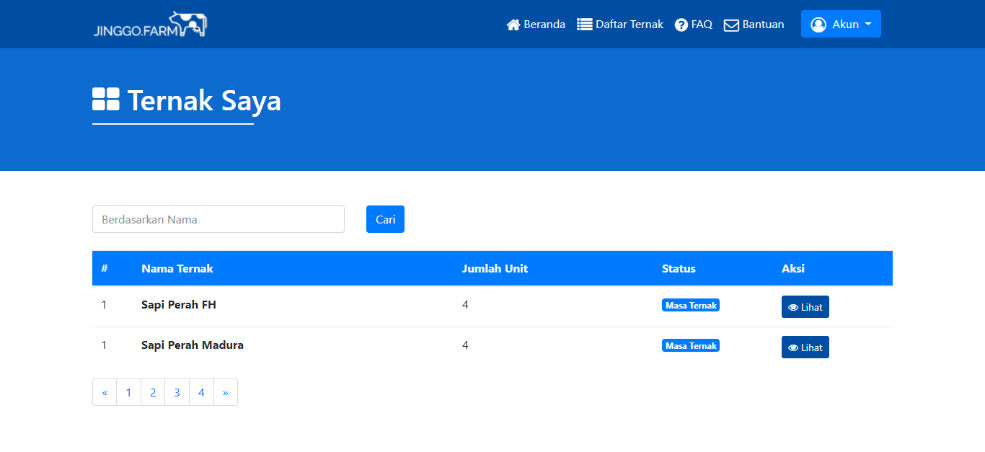 JINGGO.FARM Beranda Daftar Ternak FAQ Bantuan Akun
Ternak Saya
Berdasarkan Nama Cari
# Nama Ternak Jumlah Unit Status Aksi
1 Sapi Perah FH 4 Masa Ternak Lihat
1 Sapi Perah Madura 4 Masa Ternak Lihat
« 1 2 3 4 »